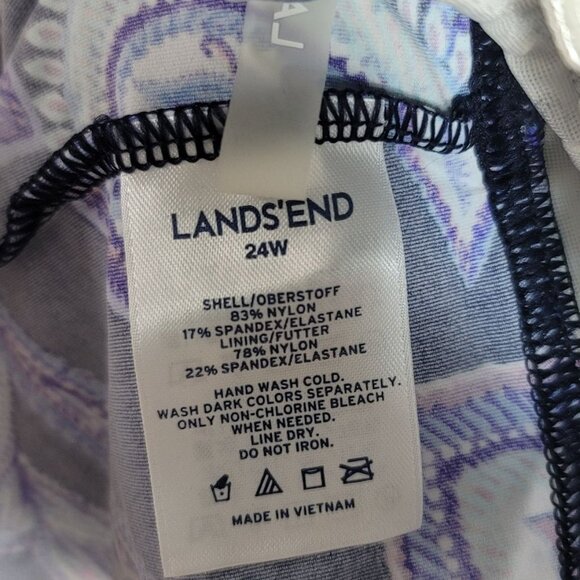 LANDS'END
24W
SHELL/OBERSTOFF
83% NYLON
17% SPANDEX/ELASTANE
LINING/FUTTER
78% NYLON
22% SPANDEX/ELASTANE
HAND WASH COLD.
WASH DARK COLORS SEPARATELY.
ONLY NON-CHLORINE BLEACH
WHEN NEEDED.
LINE DRY.
DO NOT IRON.
MADE IN VIETNAM